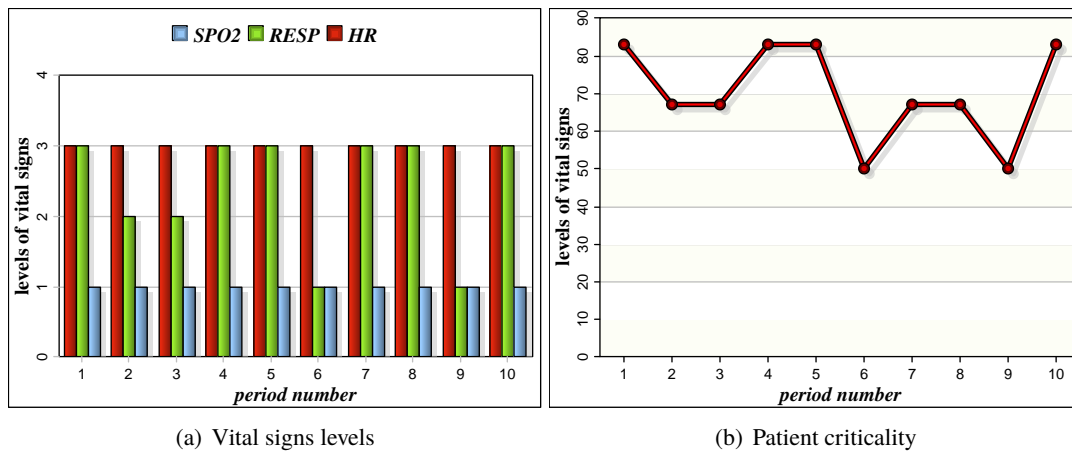 SPO2 RESP HR
levels of vital signs
4
3
2
1
0
1 2 3 4 5 6 7 8 9 10
period number
(a) Vital signs levels
levels of vital signs
90
80
70
60
50
40
30
20
10
0
1 2 3 4 5 6 7 8 9 10
period number
(b) Patient criticality